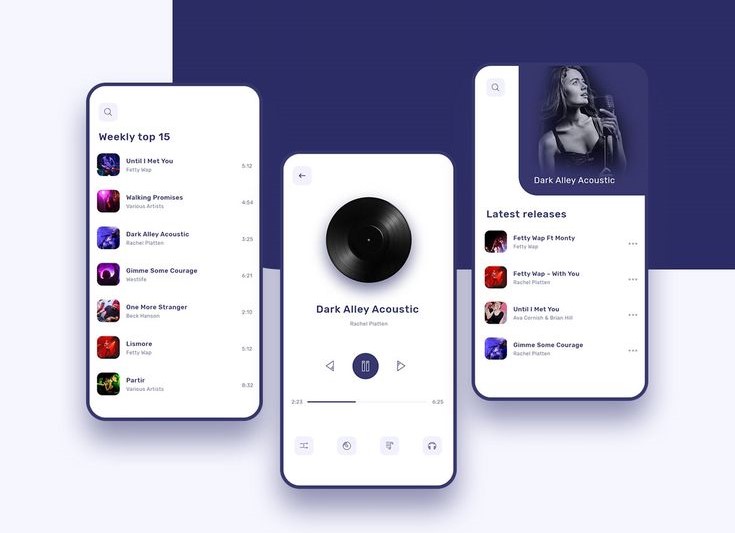 Weekly top 15
Until I Met You
Fetty Wap
5:12
Walking Promises
Various Artists
4:54
Dark Alley Acoustic
Rachel Platten
3:25
Gimme Some Courage
Westlife
6:21
One More Stranger
Beck Hanson
2:10
Lismore
Fetty Wap
5:12
Partir
Various Artists
8:32
Dark Alley Acoustic
Rachel Platten
2:23
6:25
Dark Alley Acoustic
Latest releases
Fetty Wap Ft Monty
Fetty Wap
Fetty Wap - With You
Rachel Platten
Until I Met You
Ava Cornish & Brian Hill
Gimme Some Courage
Rachel Platten